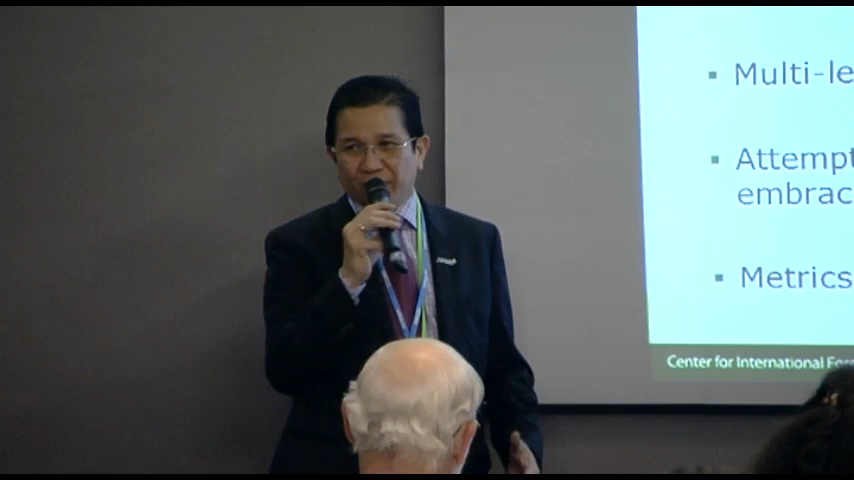 Multi-le
Attempt
embrac
Metrics
Center for International For